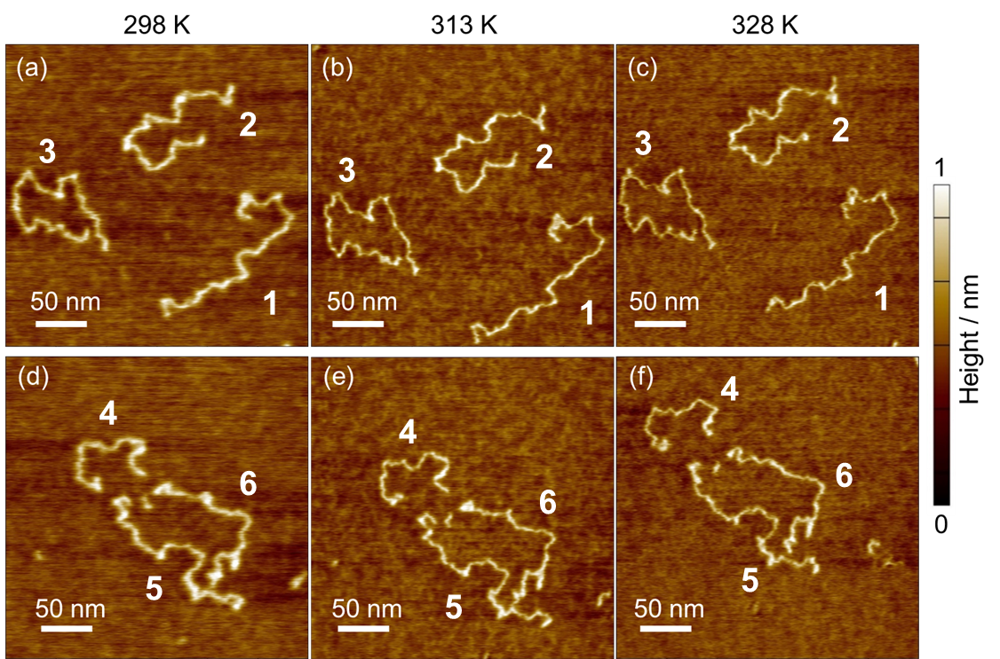 298 K 313 K 328 K
(a) (b) (c)
2 2 2
3 3 3
1 1 1
50 nm 50 nm 50 nm
(d) (e) (f)
4 4 4
6 6 6
5 5 5
50 nm 50 nm 50 nm
1
Height / nm
0